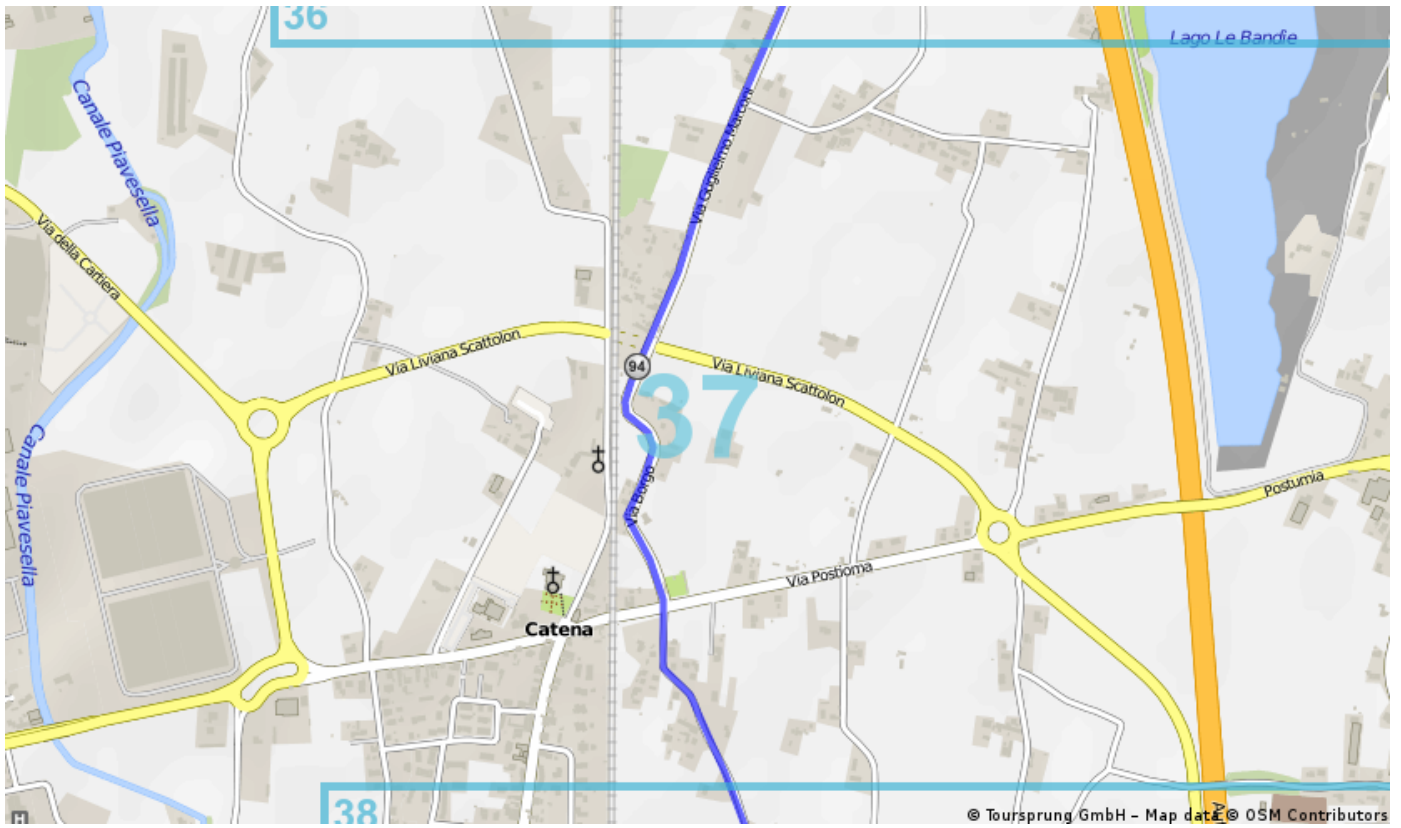 36
Lago Le Bandie
Canale Piavesella
Via Guglielmo Marconi
Via della Cartiera
Via Liviana Scattolon
94
Via Liviana Scattolon
37
Canale Piavesella
Via Borgo
Postumia
Via Postioma
Catena
38
H
© Toursprung GmbH – Map data © OSM Contributors